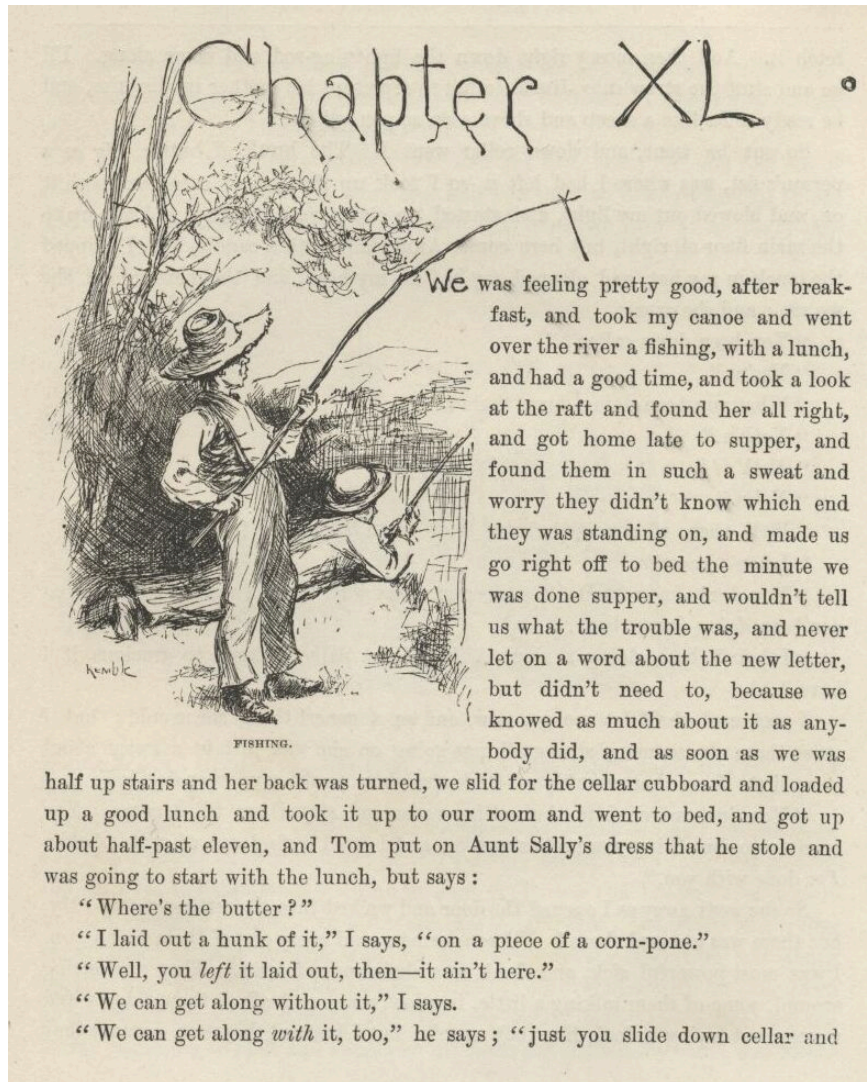 Chapter XL.
We was feeling pretty good, after break-
fast, and took my canoe and went
over the river a fishing, with a lunch,
and had a good time, and took a look
at the raft and found her all right,
and got home late to supper, and
found them in such a sweat and
worry they didn't know which end
they was standing on, and made us
go right off to bed the minute we
was done supper, and wouldn't tell
us what the trouble was, and never
let on a word about the new letter,
but didn't need to, because we
knowed as much about it as any-
body did, and as soon as we was
Kemble
FISHING.
half up stairs and her back was turned, we slid for the cellar cubboard and loaded
up a good lunch and took it up to our room and went to bed, and got up
about half-past eleven, and Tom put on Aunt Sally's dress that he stole and
was going to start with the lunch, but says :
“Where's the butter ?”
“I laid out a hunk of it,” I says, “on a piece of a corn-pone.”
“Well, you left it laid out, then—it ain't here.”
“We can get along without it,” I says.
“We can get along with it, too,” he says ; “just you slide down cellar and